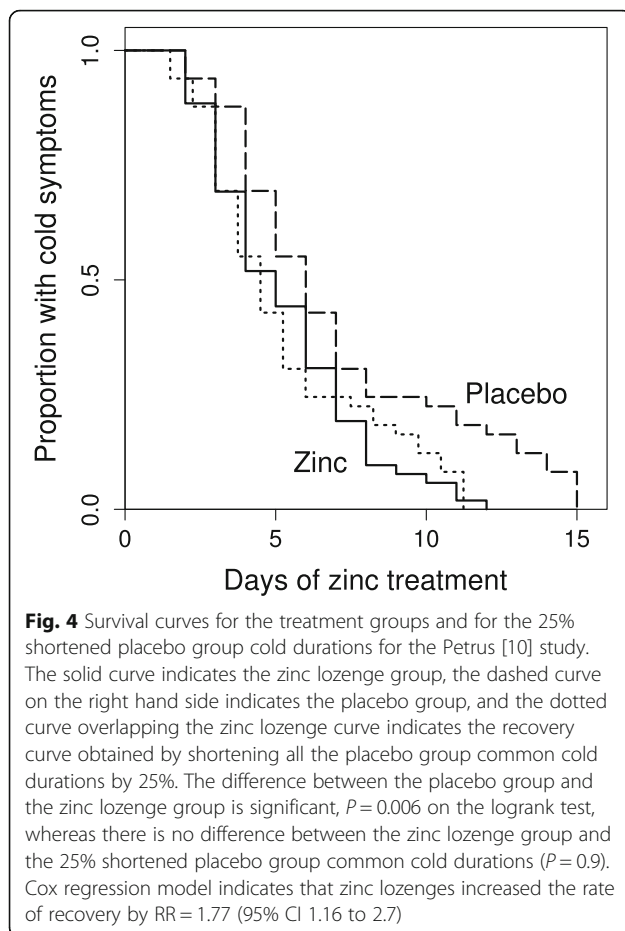 1.0
0.5
0.0
Proportion with cold symptoms
Placebo
Zinc
0 5 10 15
Days of zinc treatment
Fig. 4 Survival curves for the treatment groups and for the 25%
shortened placebo group cold durations for the Petrus [10] study.
The solid curve indicates the zinc lozenge group, the dashed curve
on the right hand side indicates the placebo group, and the dotted
curve overlapping the zinc lozenge curve indicates the recovery
curve obtained by shortening all the placebo group common cold
durations by 25%. The difference between the placebo group and
the zinc lozenge group is significant, P = 0.006 on the logrank test,
whereas there is no difference between the zinc lozenge group and
the 25% shortened placebo group common cold durations (P = 0.9).
Cox regression model indicates that zinc lozenges increased the rate
of recovery by RR = 1.77 (95% CI 1.16 to 2.7)